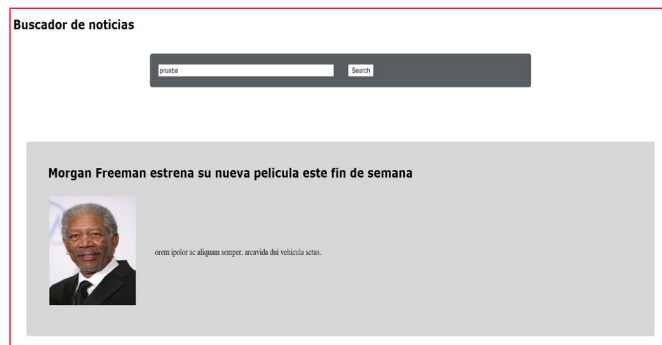 Buscador de noticias
prueba
Search
Morgan Freeman estrena su nueva pelicula este fin de semana
orem ipolor ac aliquam semper, arcavida dui vehicula sctus.